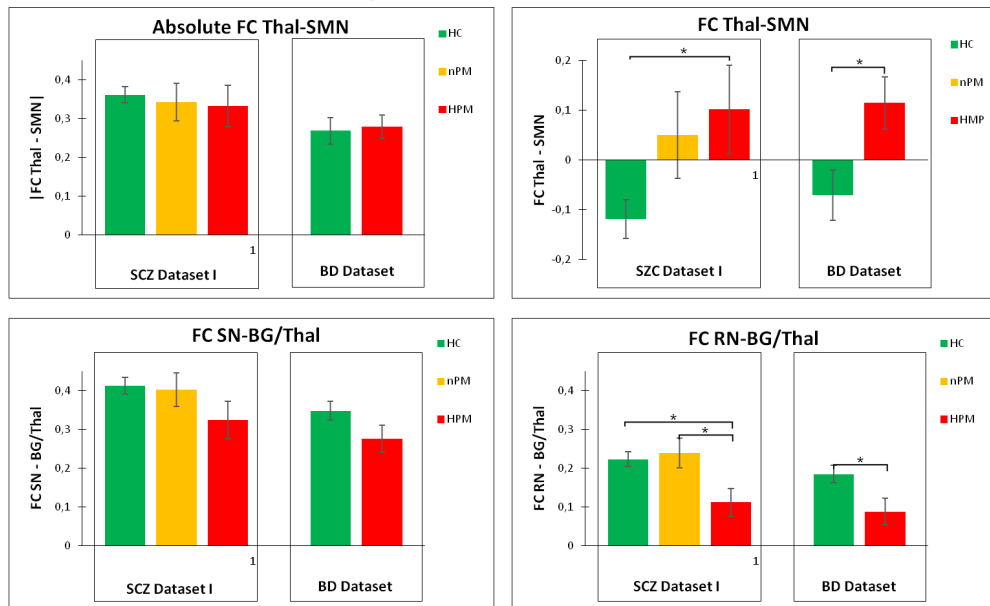 Absolute FC Thal-SMN
HC
nPM
HPM
|FC Thal - SMN|
0,4
0,3
0,2
0,1
0
1
SCZ Dataset I
BD Dataset
FC Thal-SMN
HC
nPM
HMP
FC Thal - SMN
0,2
0,1
0
-0,1
-0,2
*
*
1
SZC Dataset I
BD Dataset
FC SN-BG/Thal
HC
nPM
HPM
FC SN - BG/Thal
0,4
0,3
0,2
0,1
0
1
SCZ Dataset I
BD Dataset
FC RN-BG/Thal
HC
nPM
HPM
FC RN - BG/Thal
0,4
0,3
0,2
0,1
0
*
*
*
1
SCZ Dataset I
BD Dataset